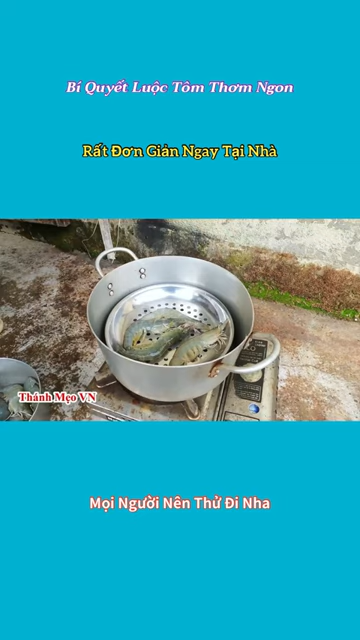 Bí Quyết Luộc Tôm Thơm Ngon
Rất Đơn Giản Ngay Tại Nhà
Thánh Mẹo VN
Mọi Người Nên Thử Đi Nha